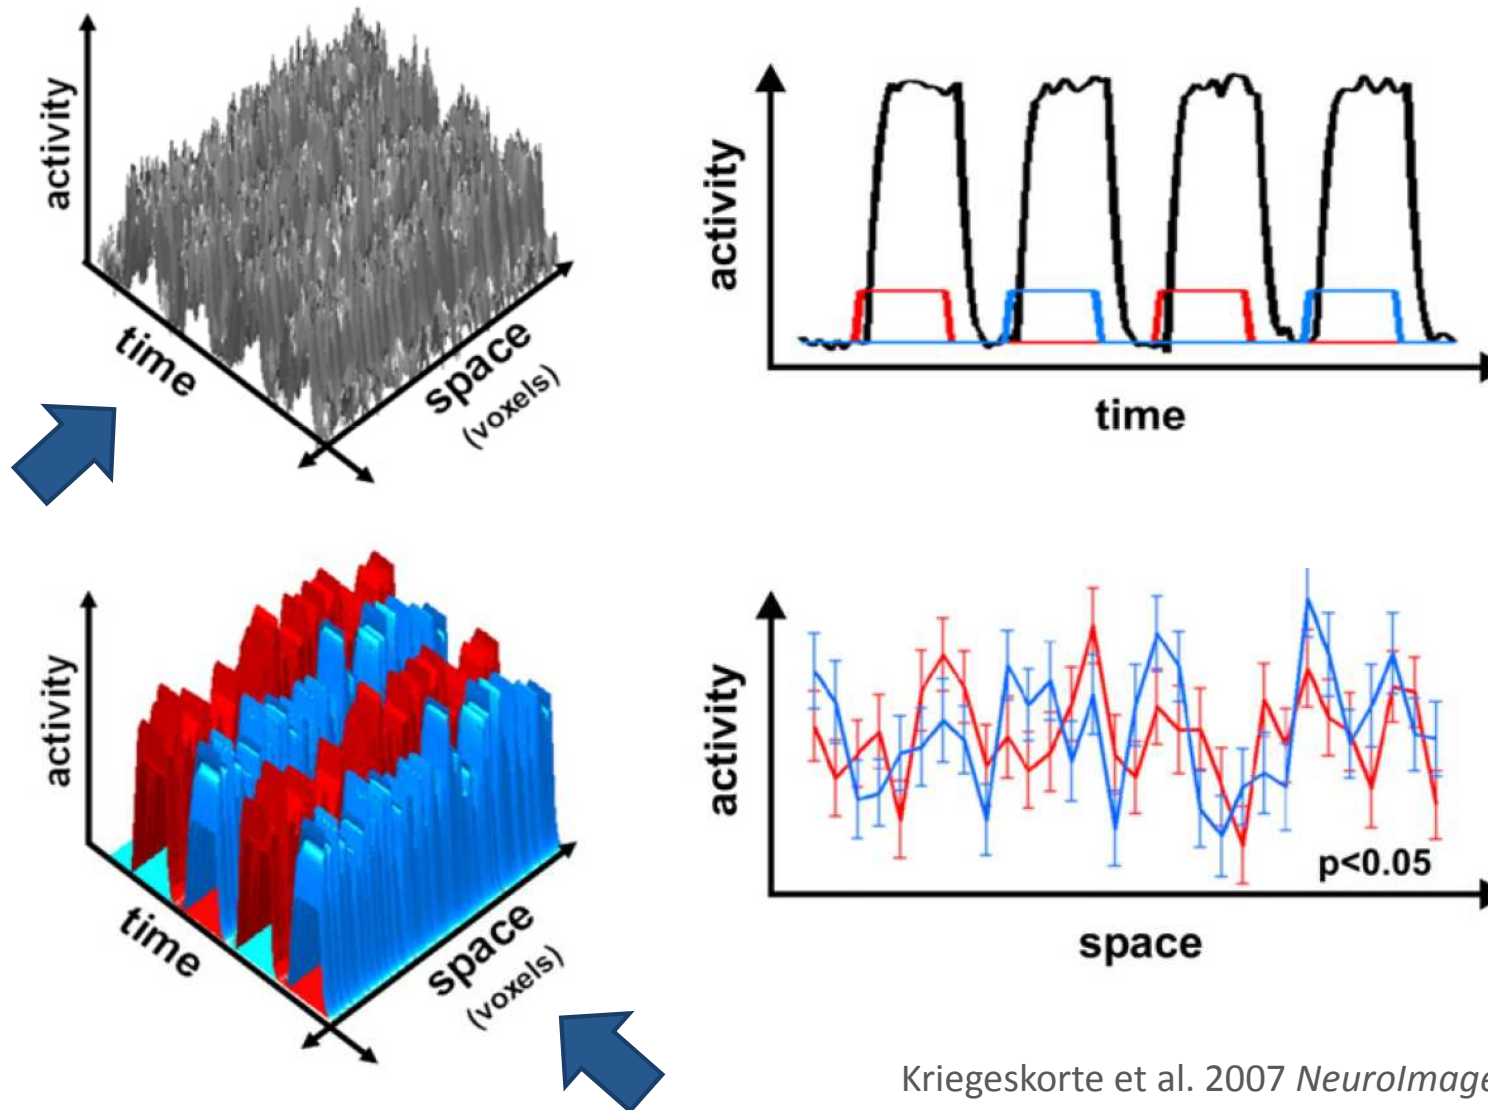 activity
time
space
(voxels)
activity
time
activity
time
space
(voxels)
activity
p<0.05
space
Kriegeskorte et al. 2007 NeuroImage